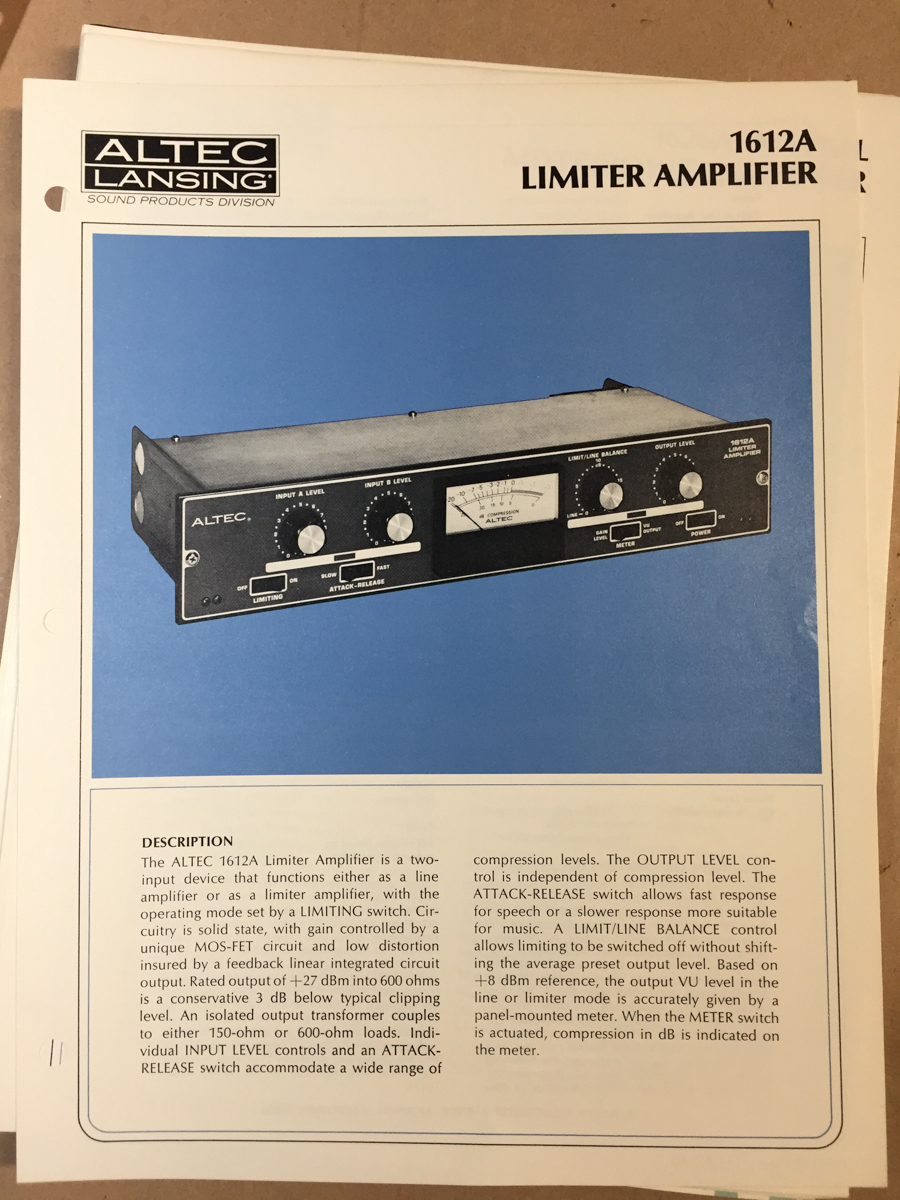 ALTEC
LANSING®
SOUND PRODUCTS DIVISION
1612A
LIMITER AMPLIFIER
L
R
ALTEC®
INPUT A LEVEL
INPUT B LEVEL
OFF
ON
LIMITING
SLOW
FAST
ATTACK-RELEASE
20 10 7 5 3 2 1 0
dB COMPRESSION
ALTEC
LIMIT/LINE BALANCE
LINE
OUTPUT LEVEL
1612A
LIMITER
AMPLIFIER
GAIN
LEVEL
VU
OUTPUT
METER
OFF
ON
POWER
DESCRIPTION
The ALTEC 1612A Limiter Amplifier is a two-
input device that functions either as a line
amplifier or as a limiter amplifier, with the
operating mode set by a LIMITING switch. Cir-
cuitry is solid state, with gain controlled by a
unique MOS-FET circuit and low distortion
insured by a feedback linear integrated circuit
output. Rated output of +27 dBm into 600 ohms
is a conservative 3 dB below typical clipping
level. An isolated output transformer couples
to either 150-ohm or 600-ohm loads. Indi-
vidual INPUT LEVEL controls and an ATTACK-
RELEASE switch accommodate a wide range of
compression levels. The OUTPUT LEVEL con-
trol is independent of compression level. The
ATTACK-RELEASE switch allows fast response
for speech or a slower response more suitable
for music. A LIMIT/LINE BALANCE control
allows limiting to be switched off without shift-
ing the average preset output level. Based on
+8 dBm reference, the output VU level in the
line or limiter mode is accurately given by a
panel-mounted meter. When the METER switch
is actuated, compression in dB is indicated on
the meter.
11